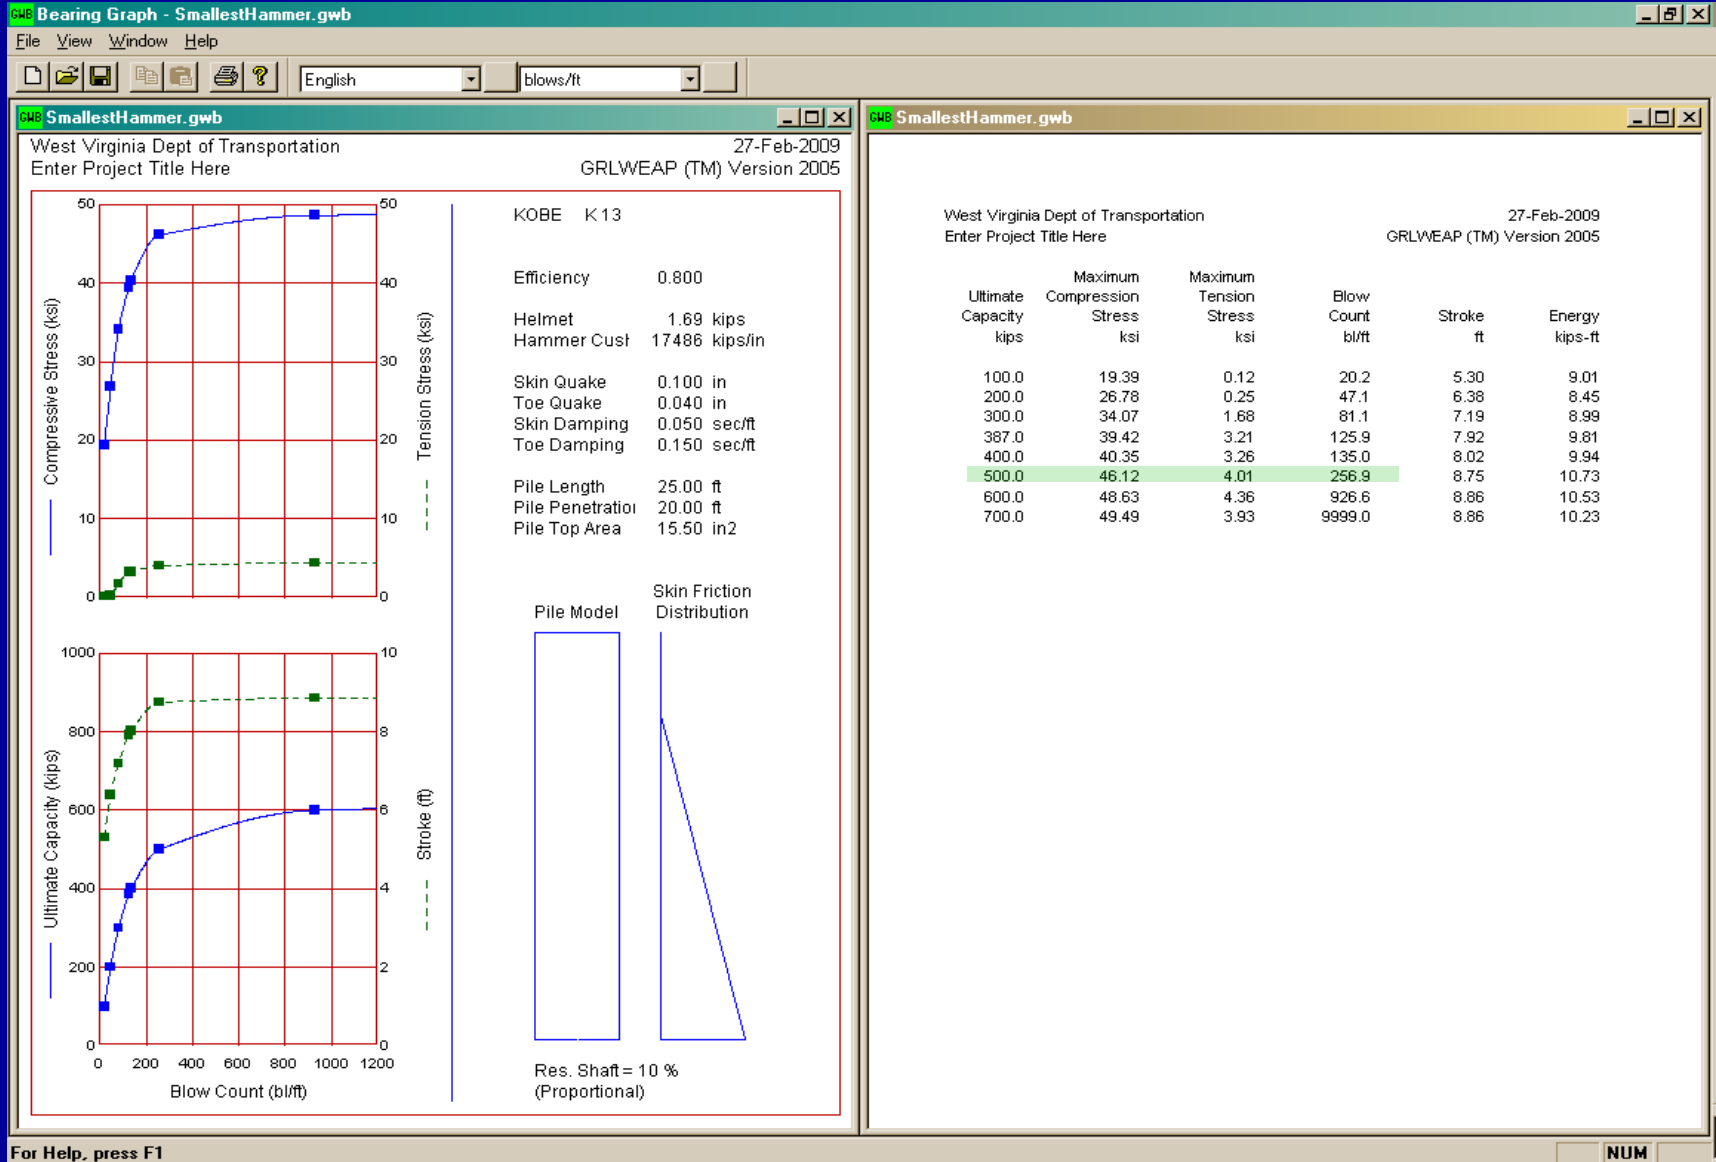 GWB Bearing Graph - SmallestHammer.gwb
File View Window Help
English blows/ft
GWB SmallestHammer.gwb
West Virginia Dept of Transportation 27-Feb-2009
Enter Project Title Here GRLWEAP (TM) Version 2005
50 50
40 40
30 30
20 20
10 10
0 0
Compressive Stress (ksi)
Tension Stress (ksi)
1000 10
800 8
600 6
400 4
200 2
0 0
Ultimate Capacity (kips)
Stroke (ft)
0 200 400 600 800 1000 1200
Blow Count (bl/ft)
KOBE K 13
Efficiency 0.800
Helmet 1.69 kips
Hammer Cusł 17486 kips/in
Skin Quake 0.100 in
Toe Quake 0.040 in
Skin Damping 0.050 sec/ft
Toe Damping 0.150 sec/ft
Pile Length 25.00 ft
Pile Penetration 20.00 ft
Pile Top Area 15.50 in2
Pile Model
Skin Friction
Distribution
Res. Shaft = 10 %
(Proportional)
GWB SmallestHammer.gwb
West Virginia Dept of Transportation 27-Feb-2009
Enter Project Title Here GRLWEAP (TM) Version 2005
Maximum Maximum
Ultimate Compression Tension Blow
Capacity Stress Stress Count Stroke Energy
kips ksi ksi bl/ft ft kips-ft
100.0 19.39 0.12 20.2 5.30 9.01
200.0 26.78 0.25 47.1 6.38 8.45
300.0 34.07 1.68 81.1 7.19 8.99
387.0 39.42 3.21 125.9 7.92 9.81
400.0 40.35 3.26 135.0 8.02 9.94
500.0 46.12 4.01 256.9 8.75 10.73
600.0 48.63 4.36 926.6 8.86 10.53
700.0 49.49 3.93 9999.0 8.86 10.23
For Help, press F1 NUM